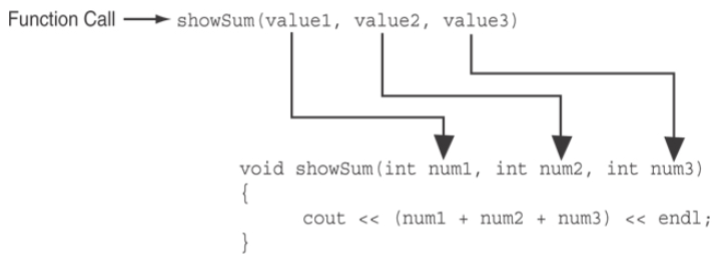 Function Call showSum(value1, value2, value3)
void showSum(int num1, int num2, int num3)
{
cout << (num1 + num2 + num3) << endl;
}